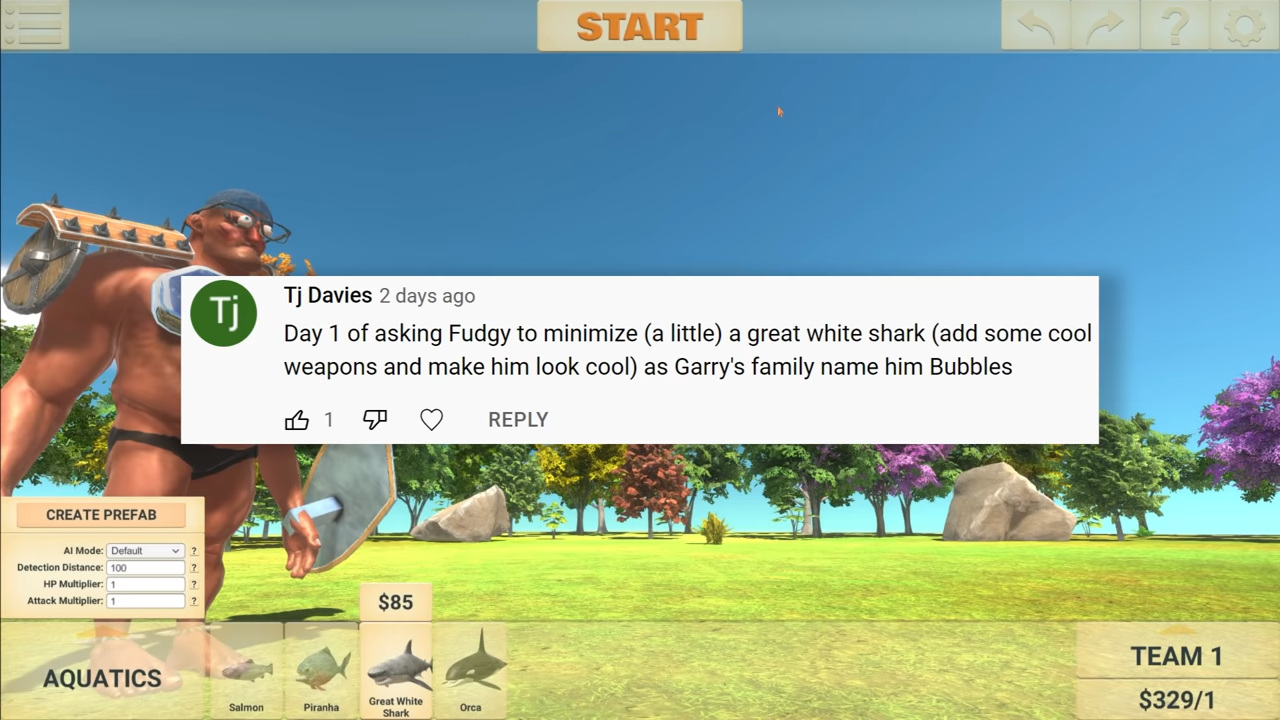 START
Tj
Tj Davies 2 days ago
Day 1 of asking Fudgy to minimize (a little) a great white shark (add some cool
weapons and make him look cool) as Garry's family name him Bubbles
1
REPLY
CREATE PREFAB
AI Mode: Default ?
Detection Distance: 100 ?
HP Multiplier: 1 ?
Attack Multiplier: 1 ?
$85
AQUATICS
Salmon
Piranha
Great White
Shark
Orca
TEAM 1
$329/1
?